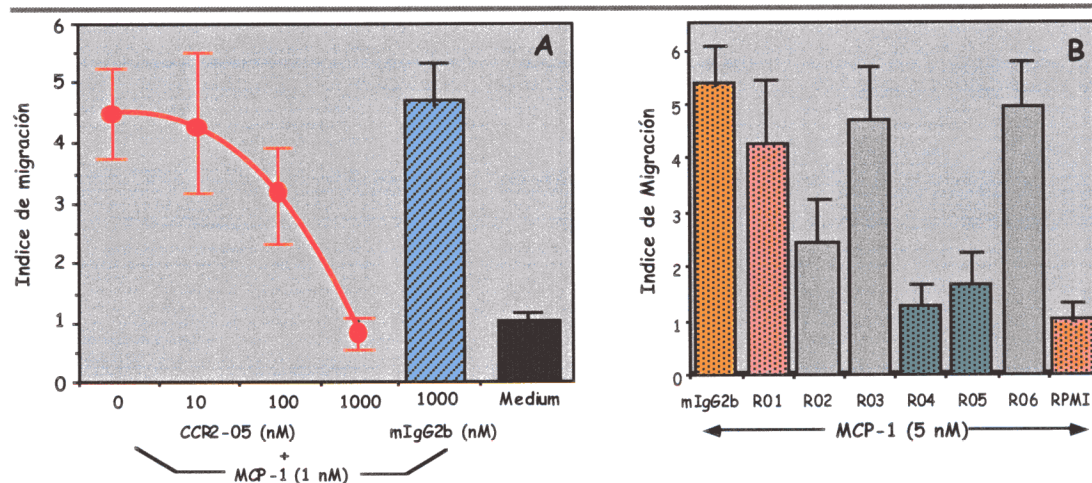 A
Indice de migración
6
5
4
3
2
1
0
0 10 100 1000 1000 Medium
CCR2-05 (nM) mIgG2b (nM)
+
MCP-1 (1 nM)
B
Indice de Migración
6
5
4
3
2
1
0
mIgG2b R01 R02 R03 R04 R05 R06 RPMI
MCP-1 (5 nM)